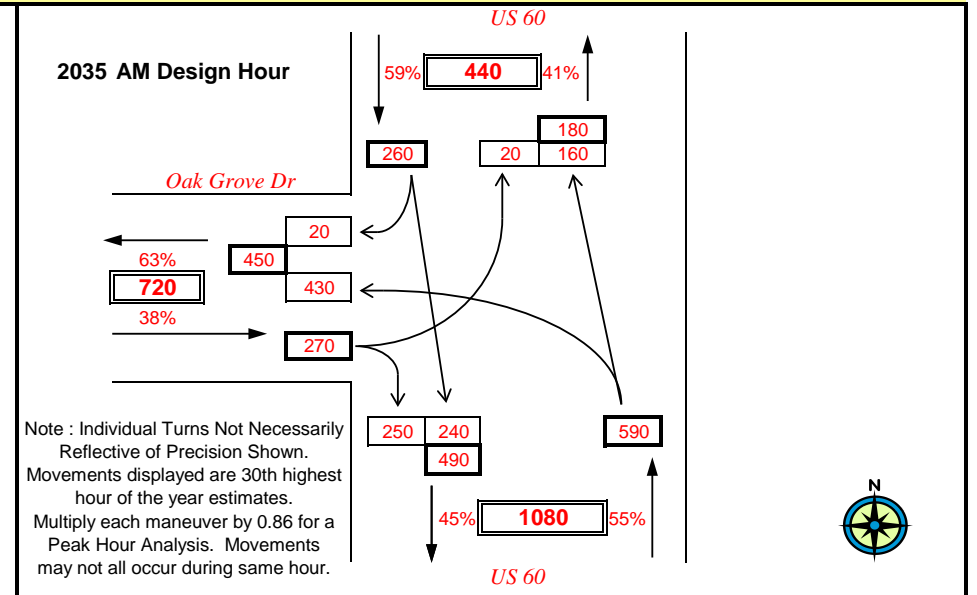 US 60
2035 AM Design Hour
59%
440
41%
180
260
20
160
Oak Grove Dr
20
63%
450
720
430
38%
270
250
240
590
490
Note : Individual Turns Not Necessarily
Reflective of Precision Shown.
Movements displayed are 30th highest
hour of the year estimates.
Multiply each maneuver by 0.86 for a
Peak Hour Analysis. Movements
may not all occur during same hour.
45%
1080
55%
N
US 60